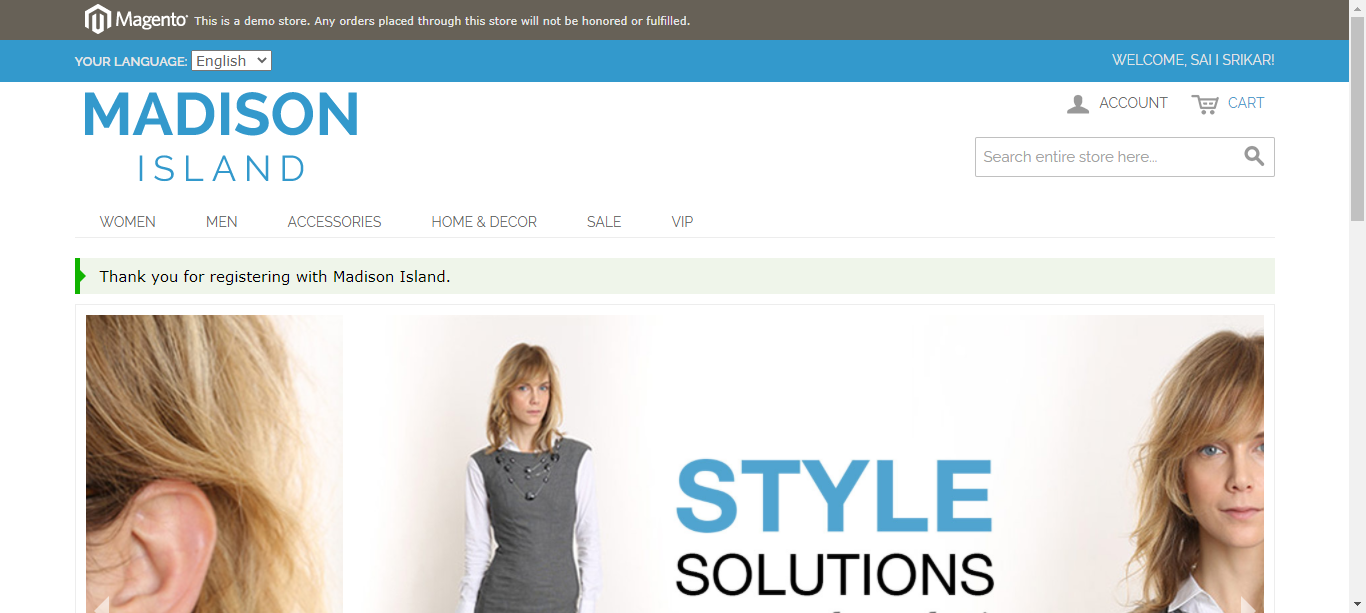 Magento This is a demo store. Any orders placed through this store will not be honored or fulfilled.
YOUR LANGUAGE: English WELCOME, SAI I SRIKAR!
MADISON
ISLAND
ACCOUNT CART
Search entire store here...
WOMEN MEN ACCESSORIES HOME & DECOR SALE VIP
Thank you for registering with Madison Island.
STYLE
SOLUTIONS